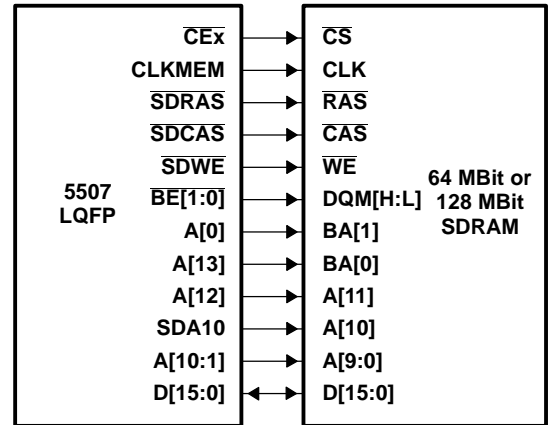 CEx CS
CLKMEM CLK
SDRAS RAS
SDCAS CAS
SDWE WE
5507
LQFP
BE[1:0] DQM[H:L]
64 MBit or
128 MBit
SDRAM
A[0] BA[1]
A[13] BA[0]
A[12] A[11]
SDA10 A[10]
A[10:1] A[9:0]
D[15:0] D[15:0]